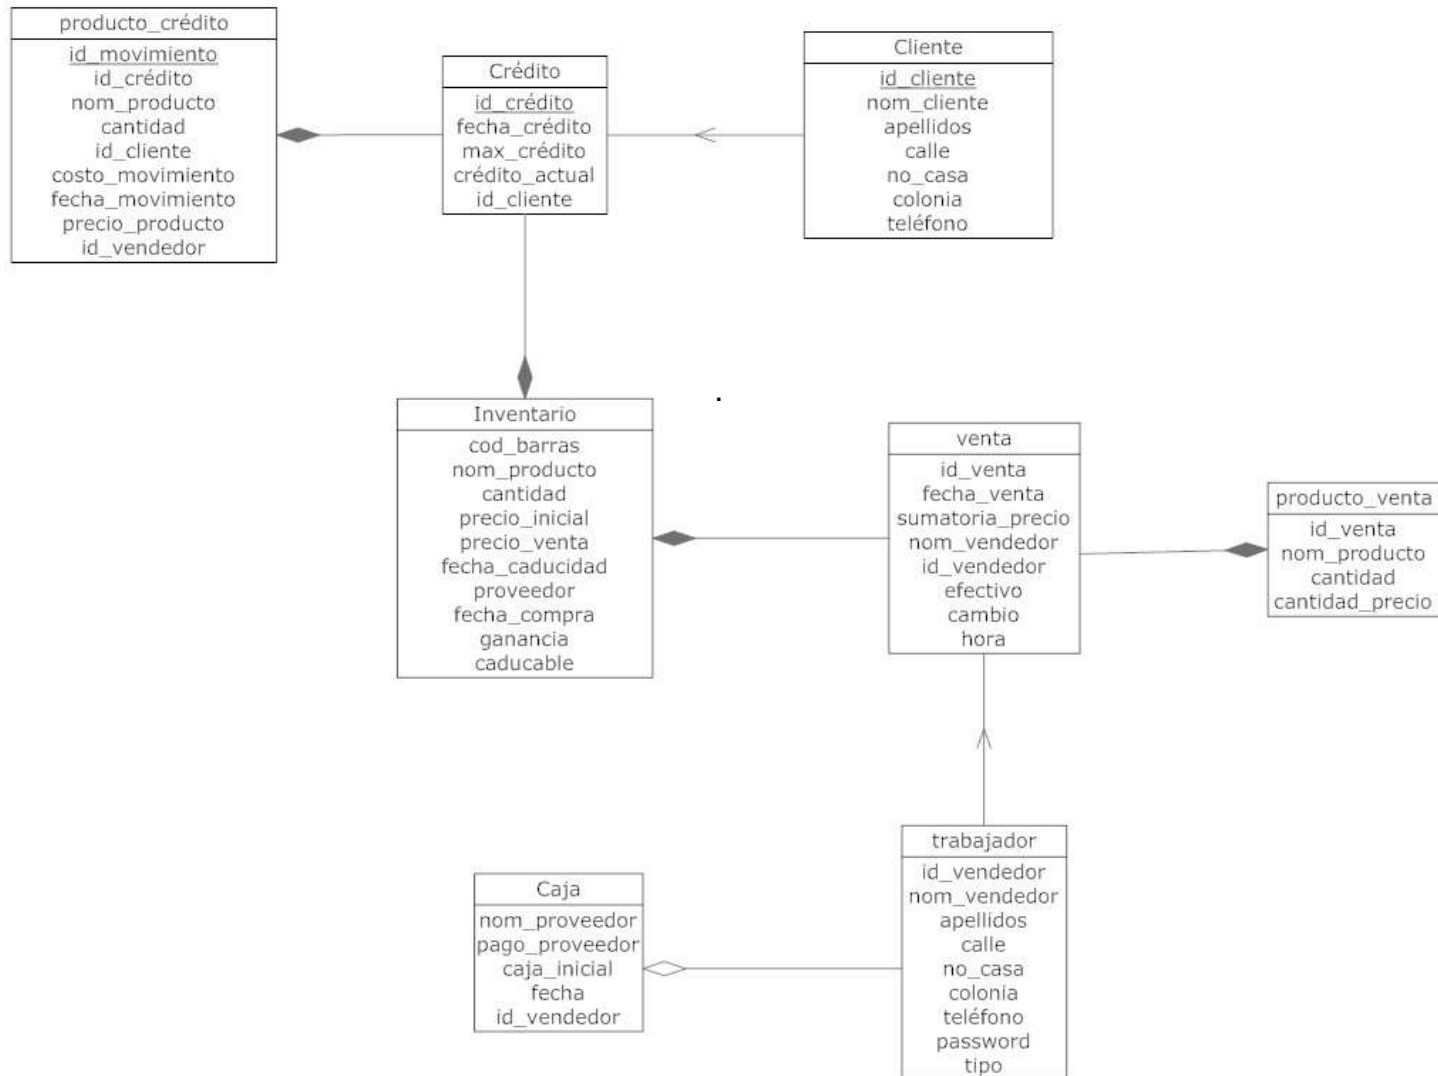 producto_crédito
id_movimiento
id_crédito
nom_producto
cantidad
id_cliente
costo_movimiento
fecha_movimiento
precio_producto
id_vendedor
Crédito
id_crédito
fecha_crédito
max_crédito
crédito_actual
id_cliente
Cliente
id_cliente
nom_cliente
apellidos
calle
no_casa
colonia
teléfono
Inventario
cod_barras
nom_producto
cantidad
precio_inicial
precio_venta
fecha_caducidad
proveedor
fecha_compra
ganancia
caducable
.
venta
id_venta
fecha_venta
sumatoria_precio
nom_vendedor
id_vendedor
efectivo
cambio
hora
producto_venta
id_venta
nom_producto
cantidad
cantidad_precio
Caja
nom_proveedor
pago_proveedor
caja_inicial
fecha
id_vendedor
trabajador
id_vendedor
nom_vendedor
apellidos
calle
no_casa
colonia
teléfono
password
tipo